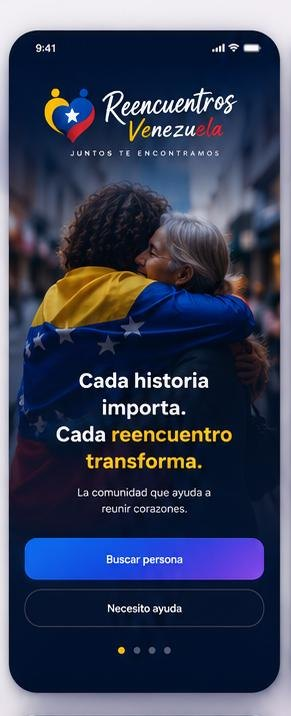 9:41
Reencuentros
Venezuela
JUNTOS TE ENCONTRAMOS
Cada historia
importa.
Cada reencuentro
transforma.
La comunidad que ayuda a
reunir corazones.
Buscar persona
Necesito ayuda